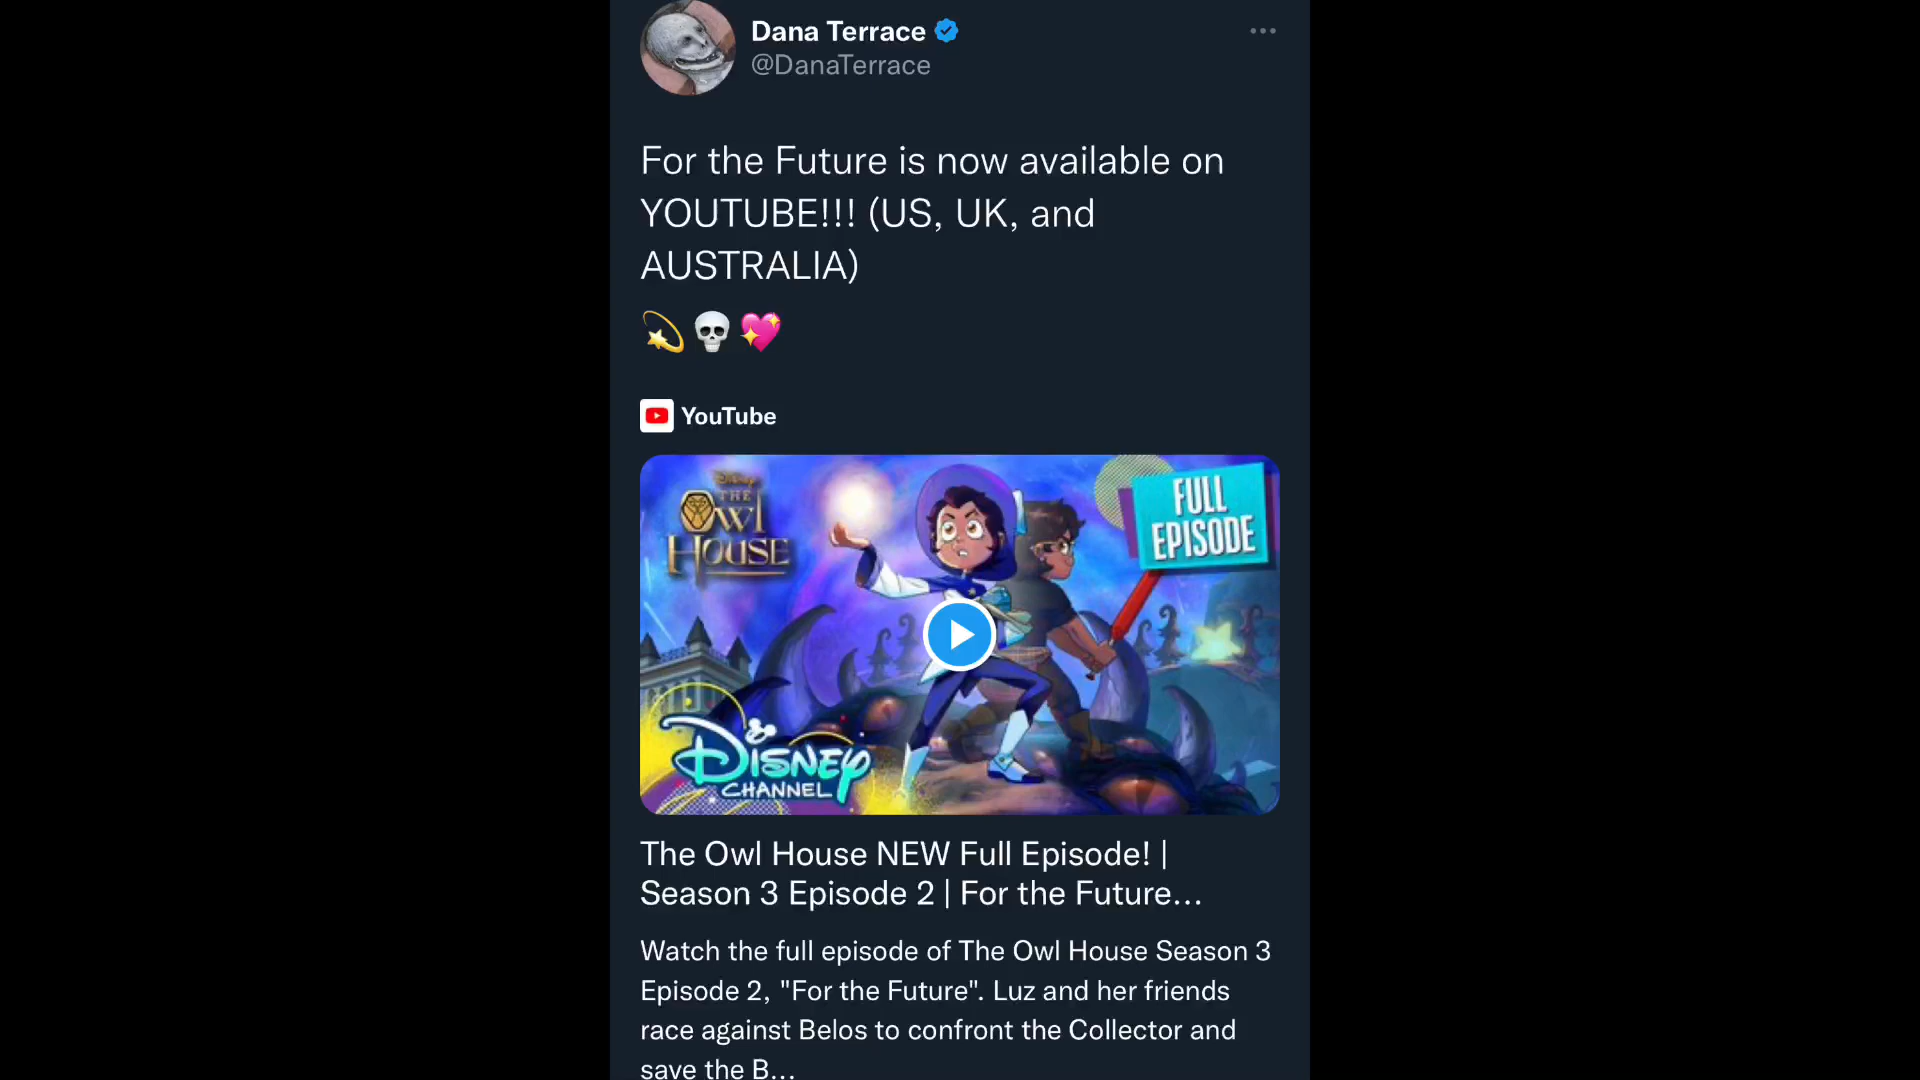 Dana Terrace
@DanaTerrace
For the Future is now available on
YOUTUBE!!! (US, UK, and
AUSTRALIA)
💫💀💖
YouTube
Disney
THE
OWL
HOUSE
FULL
EPISODE
DISNEY
CHANNEL
The Owl House NEW Full Episode! |
Season 3 Episode 2 | For the Future...
Watch the full episode of The Owl House Season 3
Episode 2, "For the Future". Luz and her friends
race against Belos to confront the Collector and
save the B...